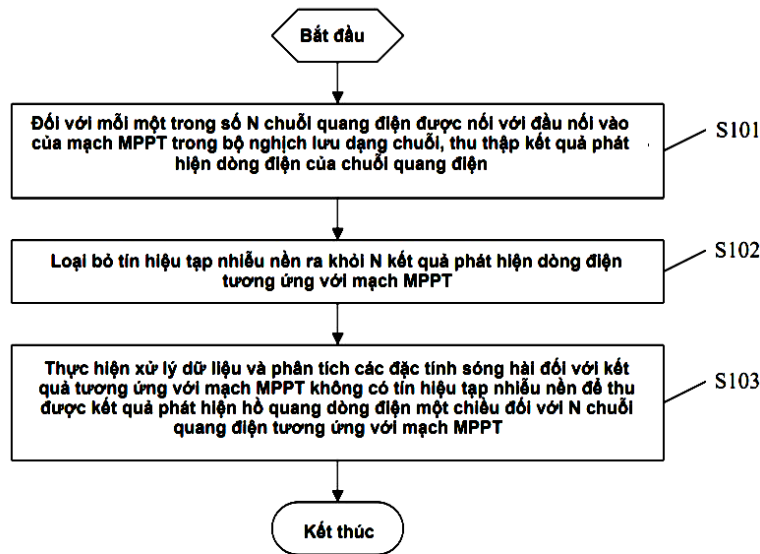 Bắt đầu
Đối với mỗi một trong số N chuỗi quang điện được nối với đầu nối vào
của mạch MPPT trong bộ nghịch lưu dạng chuỗi, thu thập kết quả phát
hiện dòng điện của chuỗi quang điện
S101
Loại bỏ tín hiệu tạp nhiễu nền ra khỏi N kết quả phát hiện dòng điện
tương ứng với mạch MPPT
S102
Thực hiện xử lý dữ liệu và phân tích các đặc tính sóng hài đối với kết
quả tương ứng với mạch MPPT không có tín hiệu tạp nhiễu nền để thu
được kết quả phát hiện hồ quang dòng điện một chiều đối với N chuỗi
quang điện tương ứng với mạch MPPT
S103
Kết thúc